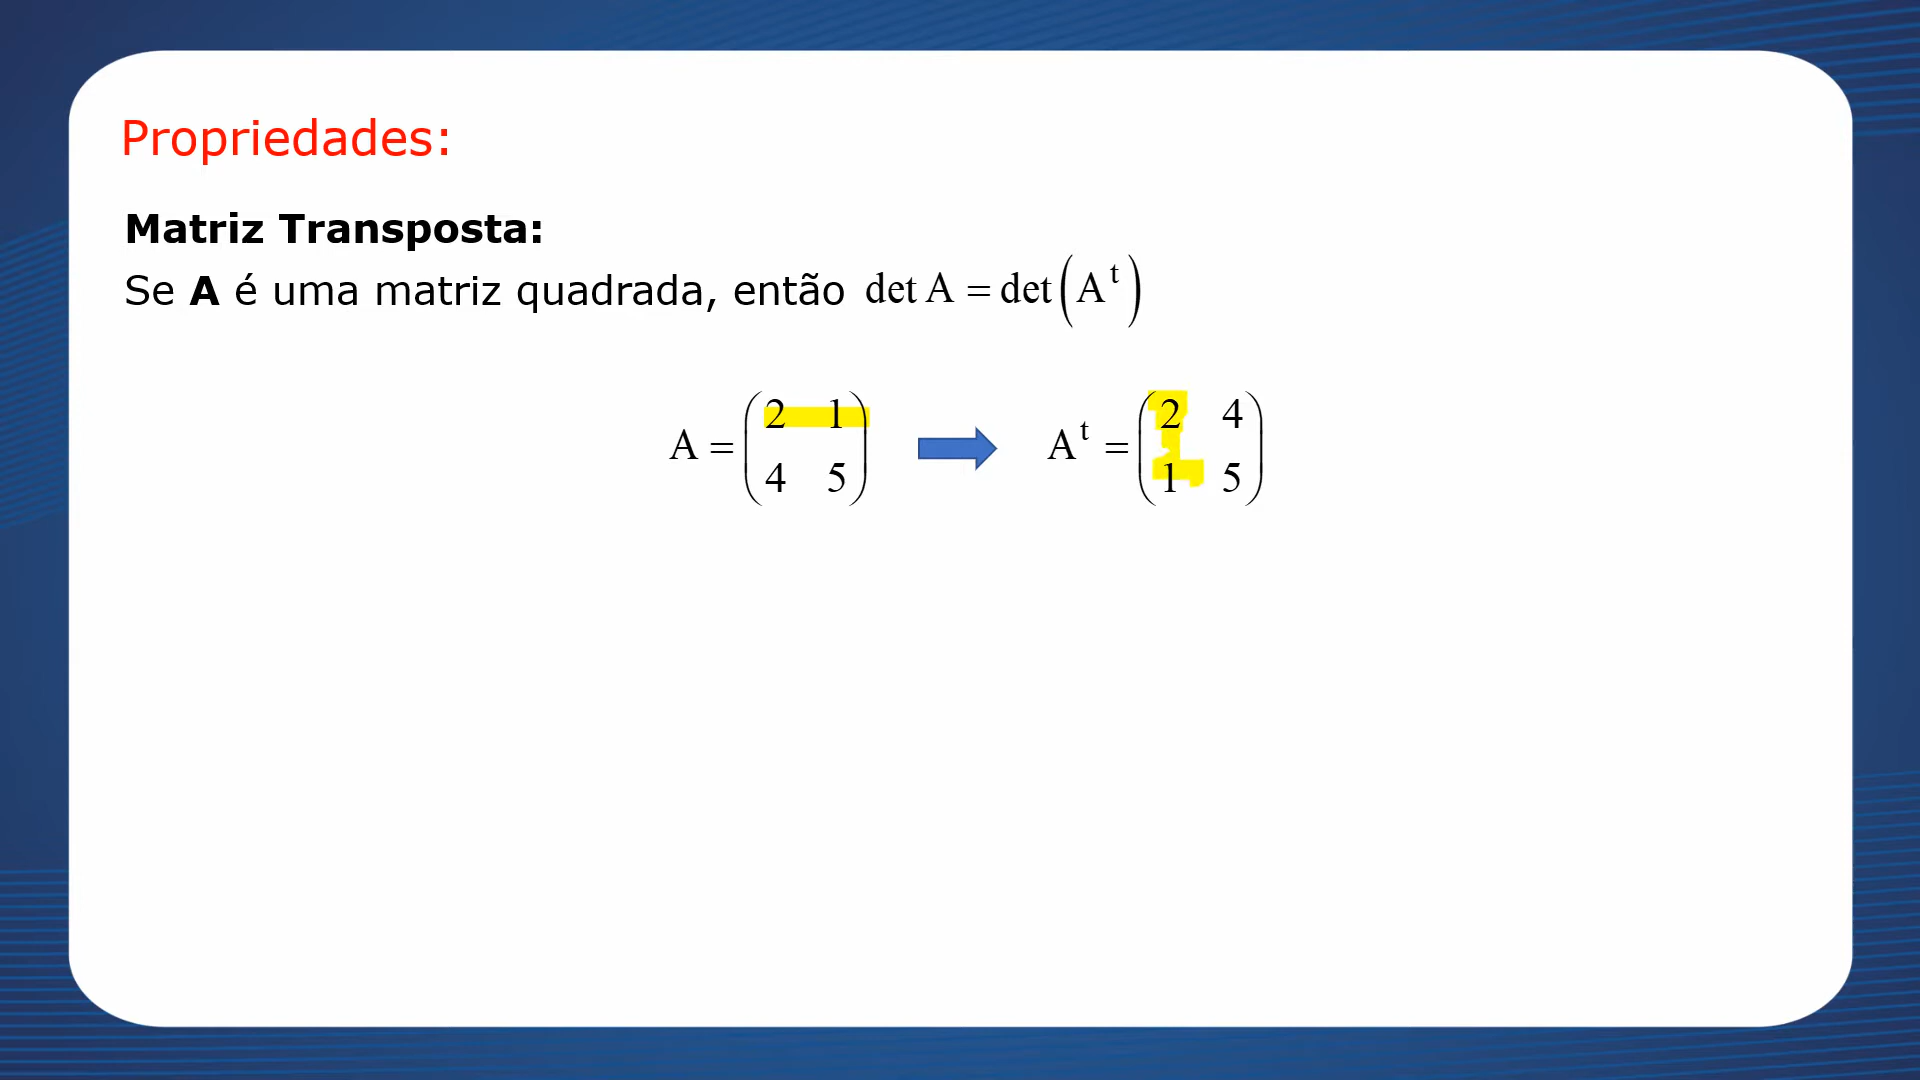 Propriedades:
Matriz Transposta:
Se A é uma matriz quadrada, então det A = det(A^t)
A = (2 1; 4 5) A^t = (2 4; 1 5)